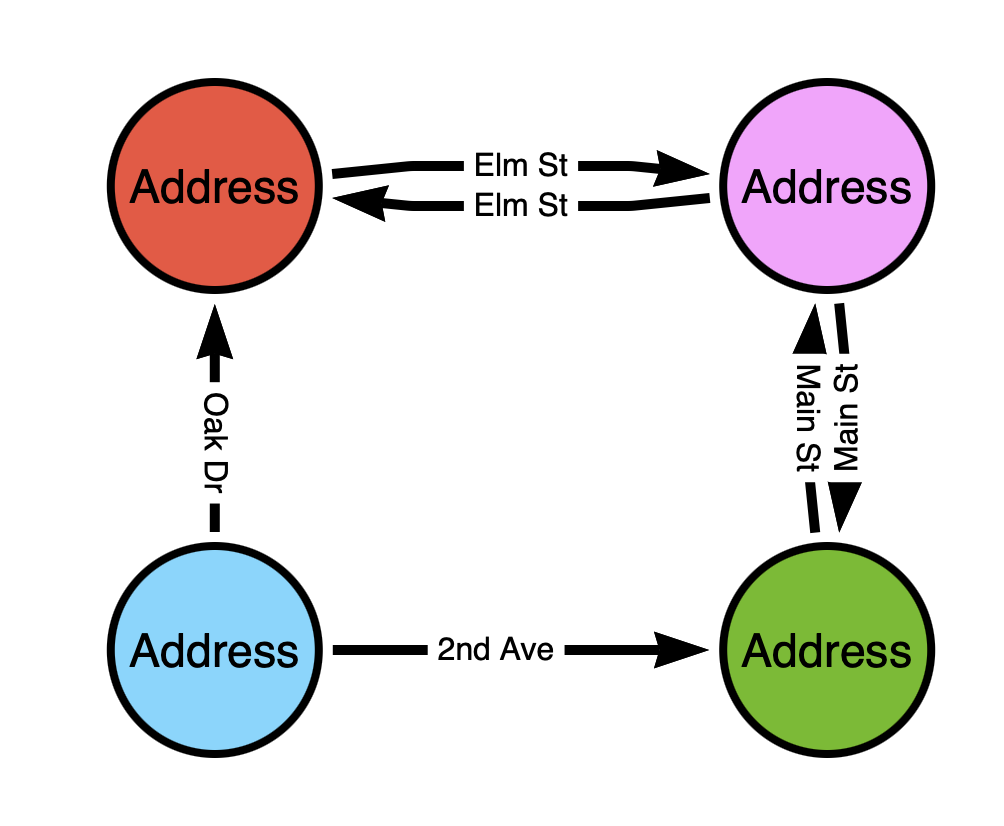 Address
Elm St
Elm St
Address
Oak Dr
Main St
Main St
Address
2nd Ave
Address